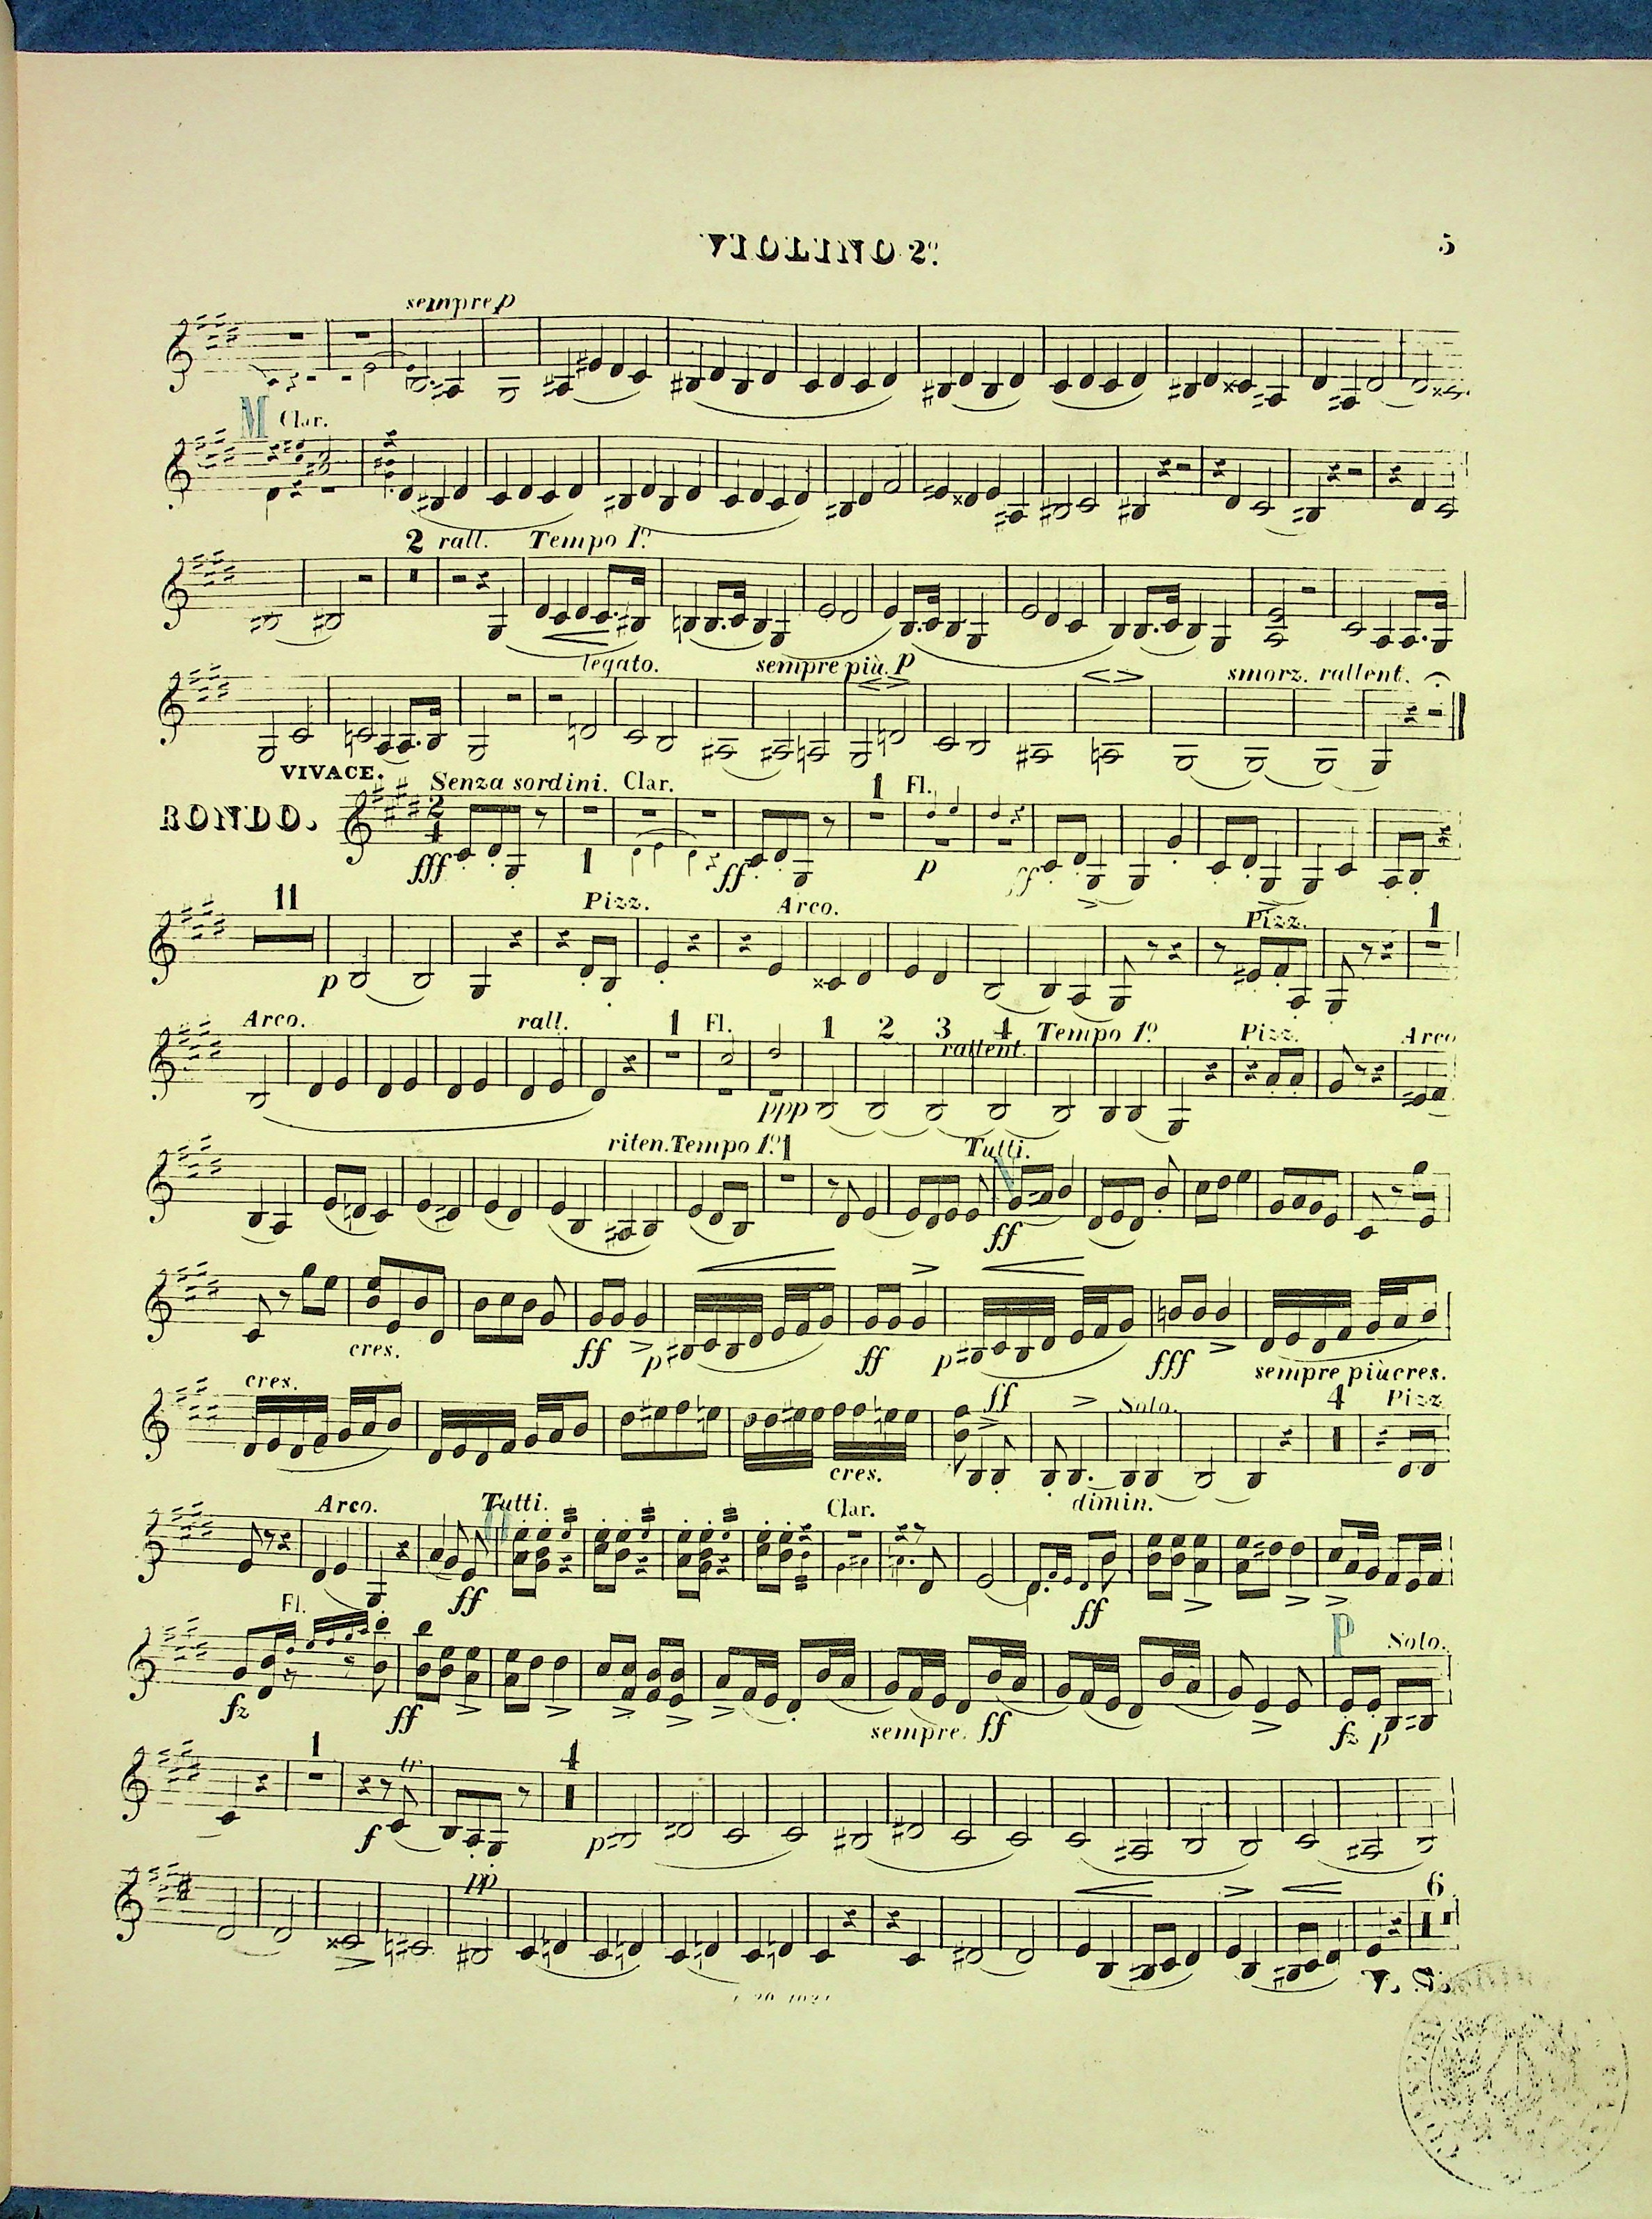 VIOLINO 2º. 5
sempre p
M Clar.
2 rall. Tempo 1º.
legato. sempre più. p smorz. rallent.
VIVACE. Senza sordini. Clar. 1 Fl.
RONDO. 2 4 fff 1 ff p ff
11 Pizz. Arco. Pizz. 1
p
Arco. rall. 1 Fl. 1 2 3 4 Tempo 1º. Pizz. Arco
rallent.
ppp
riten. Tempo 1º. 1 Tutti.
ff
cres. ff p ff p fff sempre più cres.
cres. ff Solo. 4 Pizz
cres. dimin.
Arco. Tutti. Clar.
ff ff
Fl. P Solo.
fz ff sempre. ff fz p
1 tr 4
f p
pp 6
V. S.